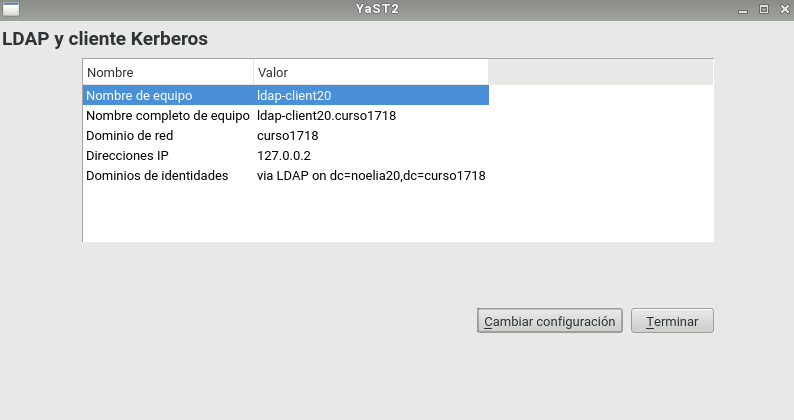 YaST2
LDAP y cliente Kerberos
Nombre Valor
Nombre de equipo ldap-client20
Nombre completo de equipo ldap-client20.curso1718
Dominio de red curso1718
Direcciones IP 127.0.0.2
Dominios de identidades via LDAP on dc=noelia20,dc=curso1718
Cambiar configuración Terminar